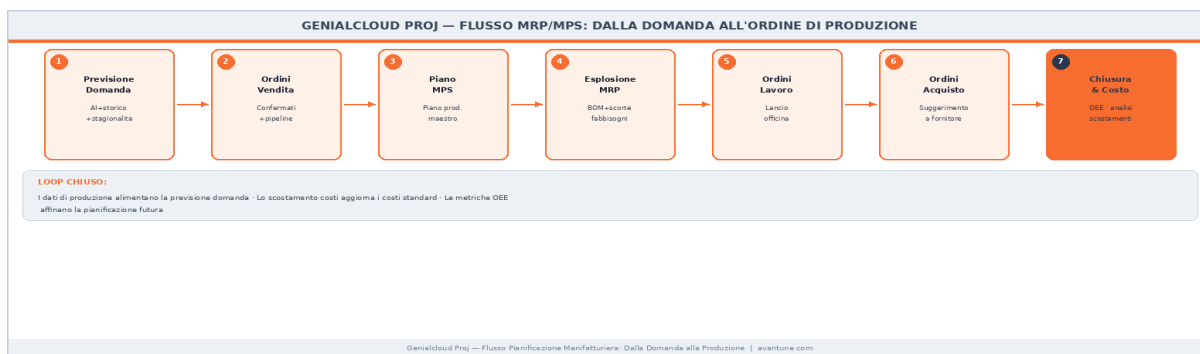 GENIALCLOUD PROJ — FLUSSO MRP/MPS: DALLA DOMANDA ALL'ORDINE DI PRODUZIONE
1
Previsione
Domanda
AI+storico
+stagionalita
2
Ordini
Vendita
Confermati
+pipeline
3
Piano
MPS
Piano prod.
maestro
4
Esplosione
MRP
BOM+scorte
fabbisogni
5
Ordini
Lavoro
Lancio
officina
6
Ordini
Acquisto
Suggerimento
a fornitore
7
Chiusura
& Costo
OEE · analisi
scostamenti
LOOP CHIUSO:
I dati di produzione alimentano la previsione domanda · Lo scostamento costi aggiorna i costi standard · Le metriche OEE
affinano la pianificazione futura
Genialcloud Proj — Flusso Pianificazione Manifatturiera: Dalla Domanda alla Produzione | avantune.com